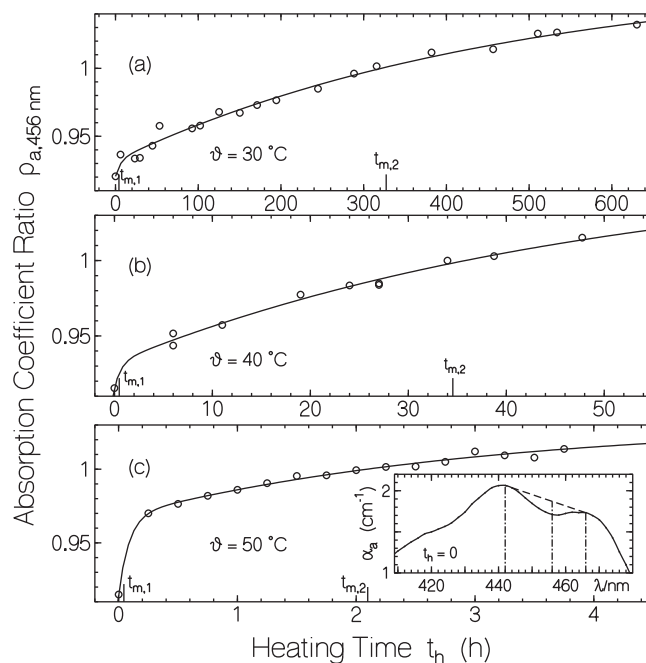 Absorption Coefficient Ratio ρa,456 nm
(a)
1
0.95
ϑ = 30 °C
tm,1
tm,2
0 100 200 300 400 500 600
(b)
1
0.95
ϑ = 40 °C
tm,1
tm,2
0 10 20 30 40 50
(c)
1
0.95
ϑ = 50 °C
tm,1
tm,2
αa (cm⁻¹)
2
1
th = 0
420 440 460 λ/nm
0 1 2 3 4
Heating Time th (h)